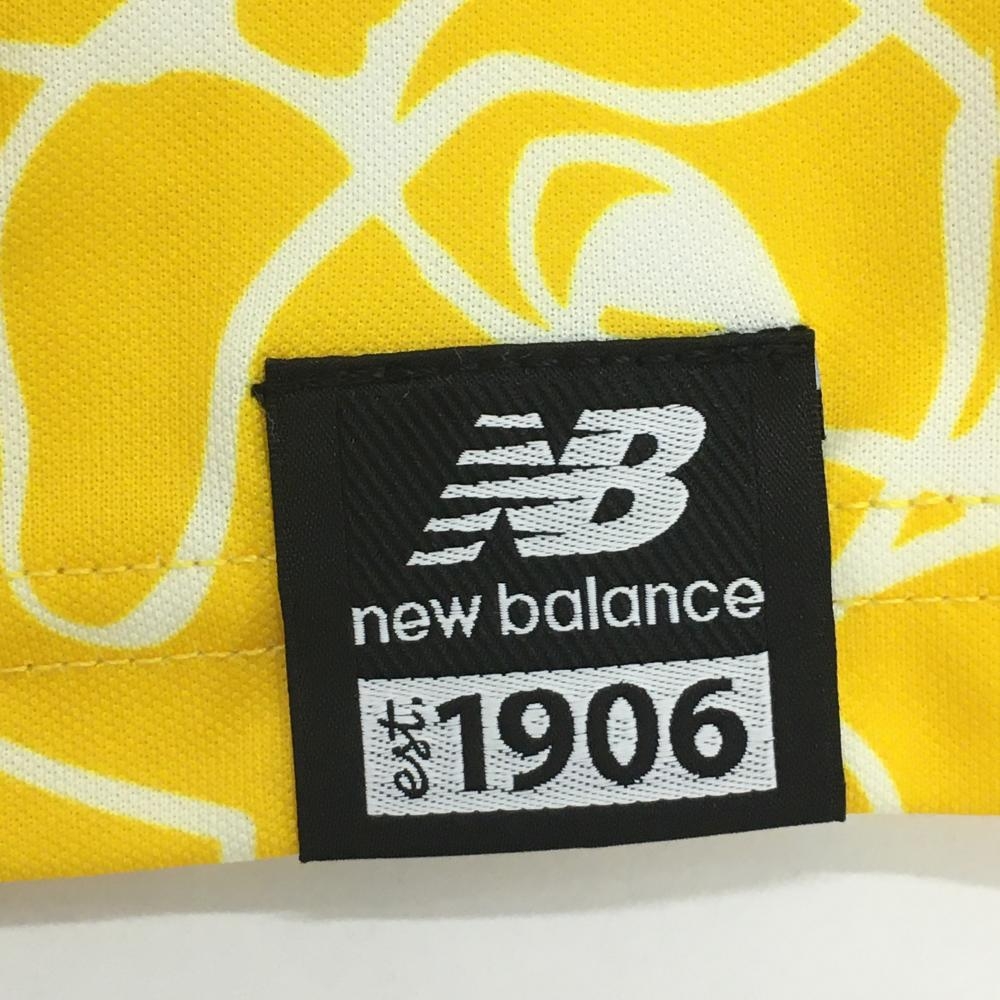 NB
new balance
est. 1906